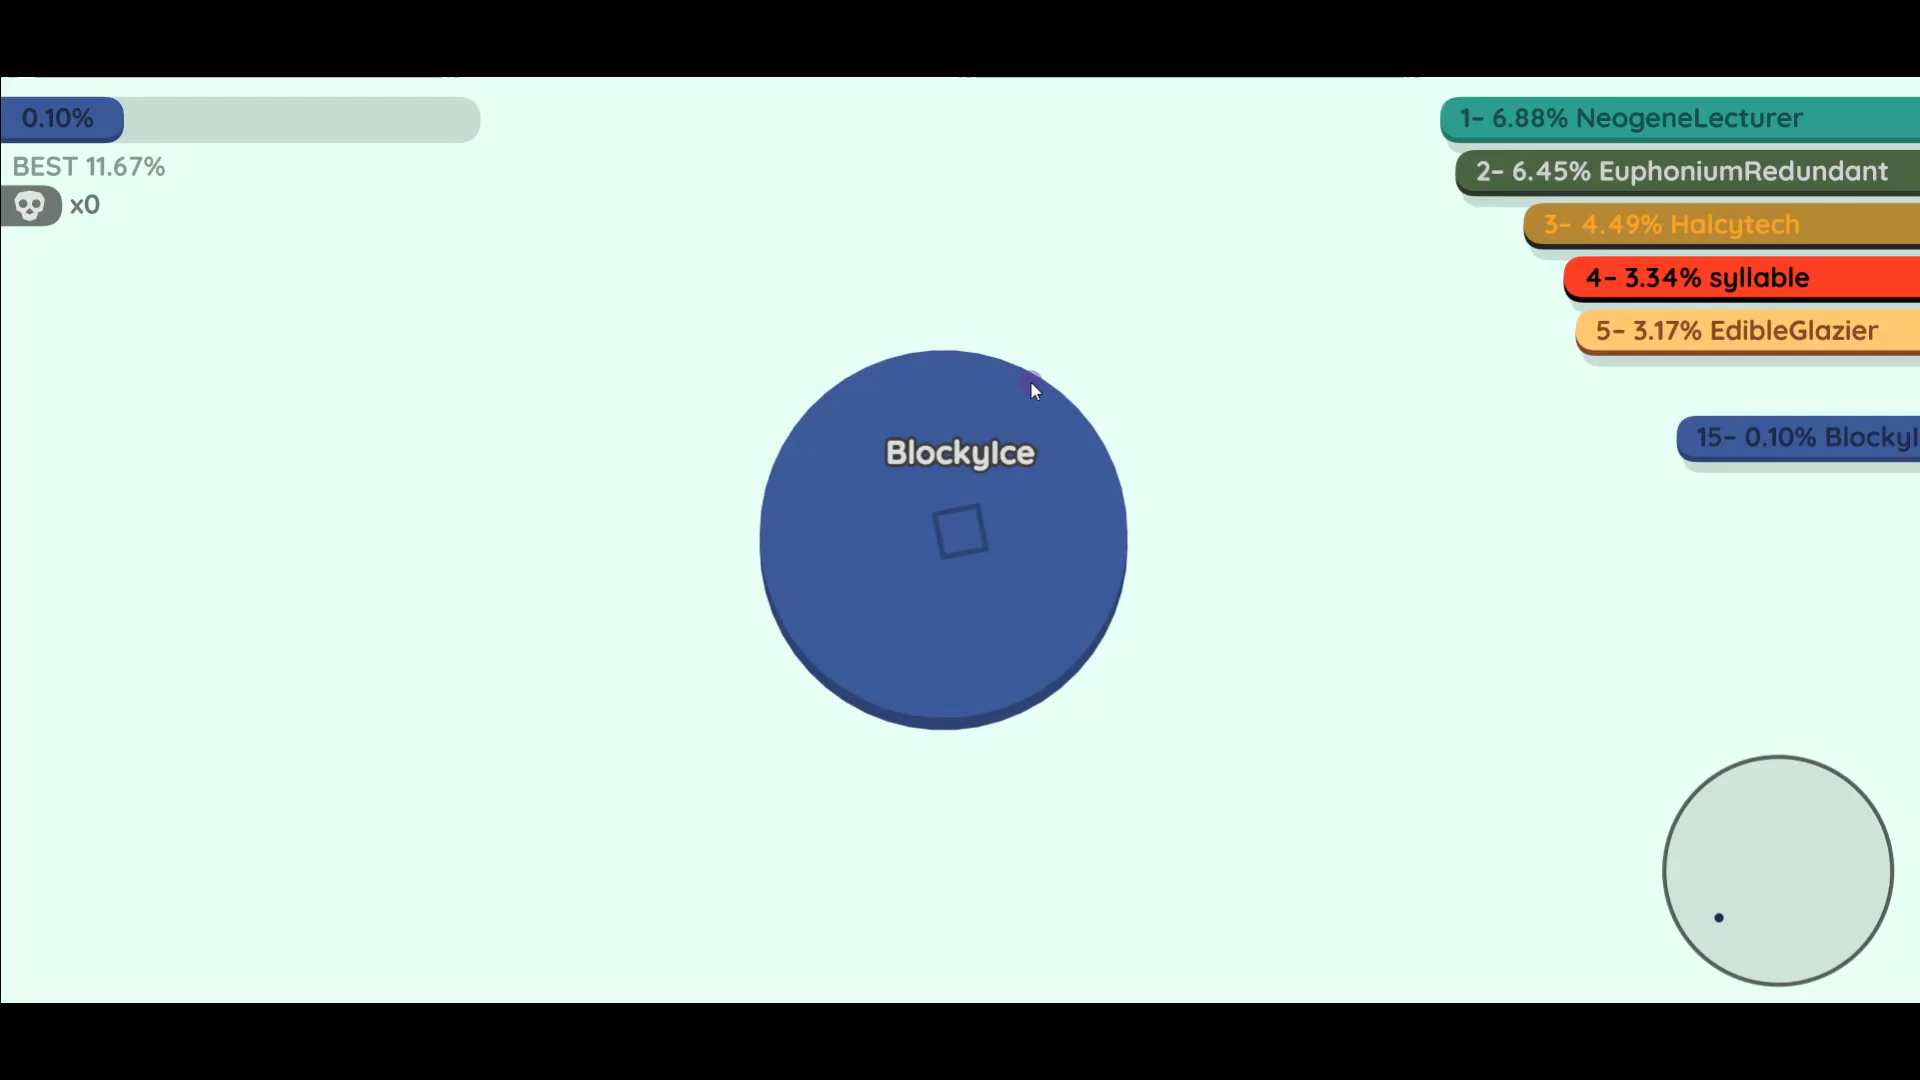 0.10%
BEST 11.67%
x0
1- 6.88% NeogeneLecturer
2- 6.45% EuphoniumRedundant
3- 4.49% Halcytech
4- 3.34% syllable
5- 3.17% EdibleGlazier
15- 0.10% BlockyI
BlockyIce